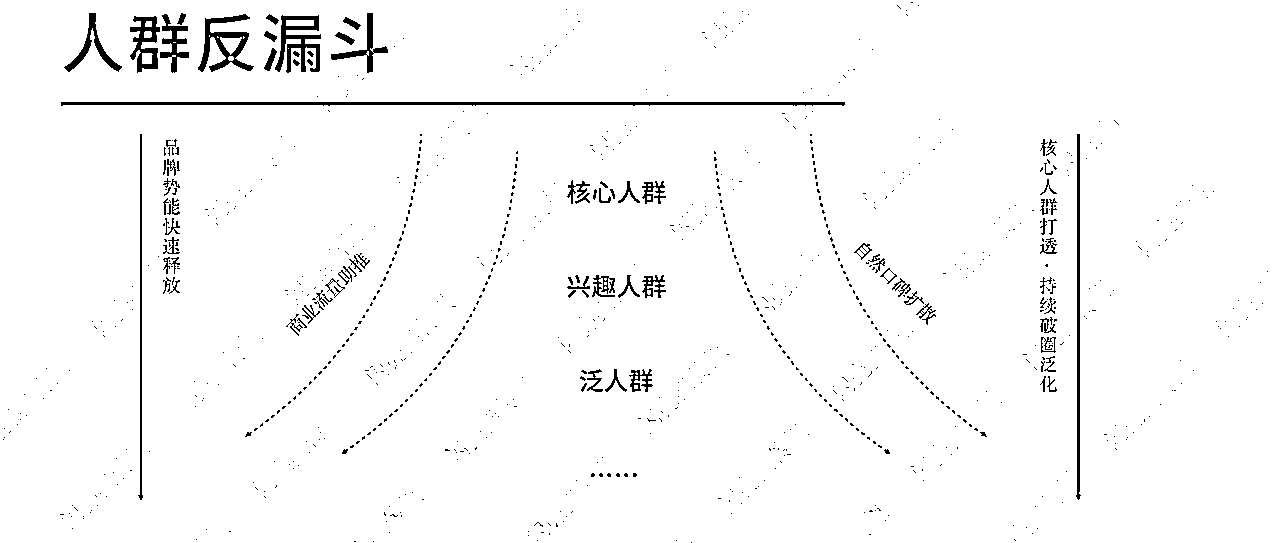 人群反漏斗
品牌势能快速释放
商业流量助推
核心人群
兴趣人群
泛人群
······
自然口碑扩散
核心人群打透·持续破圈泛化